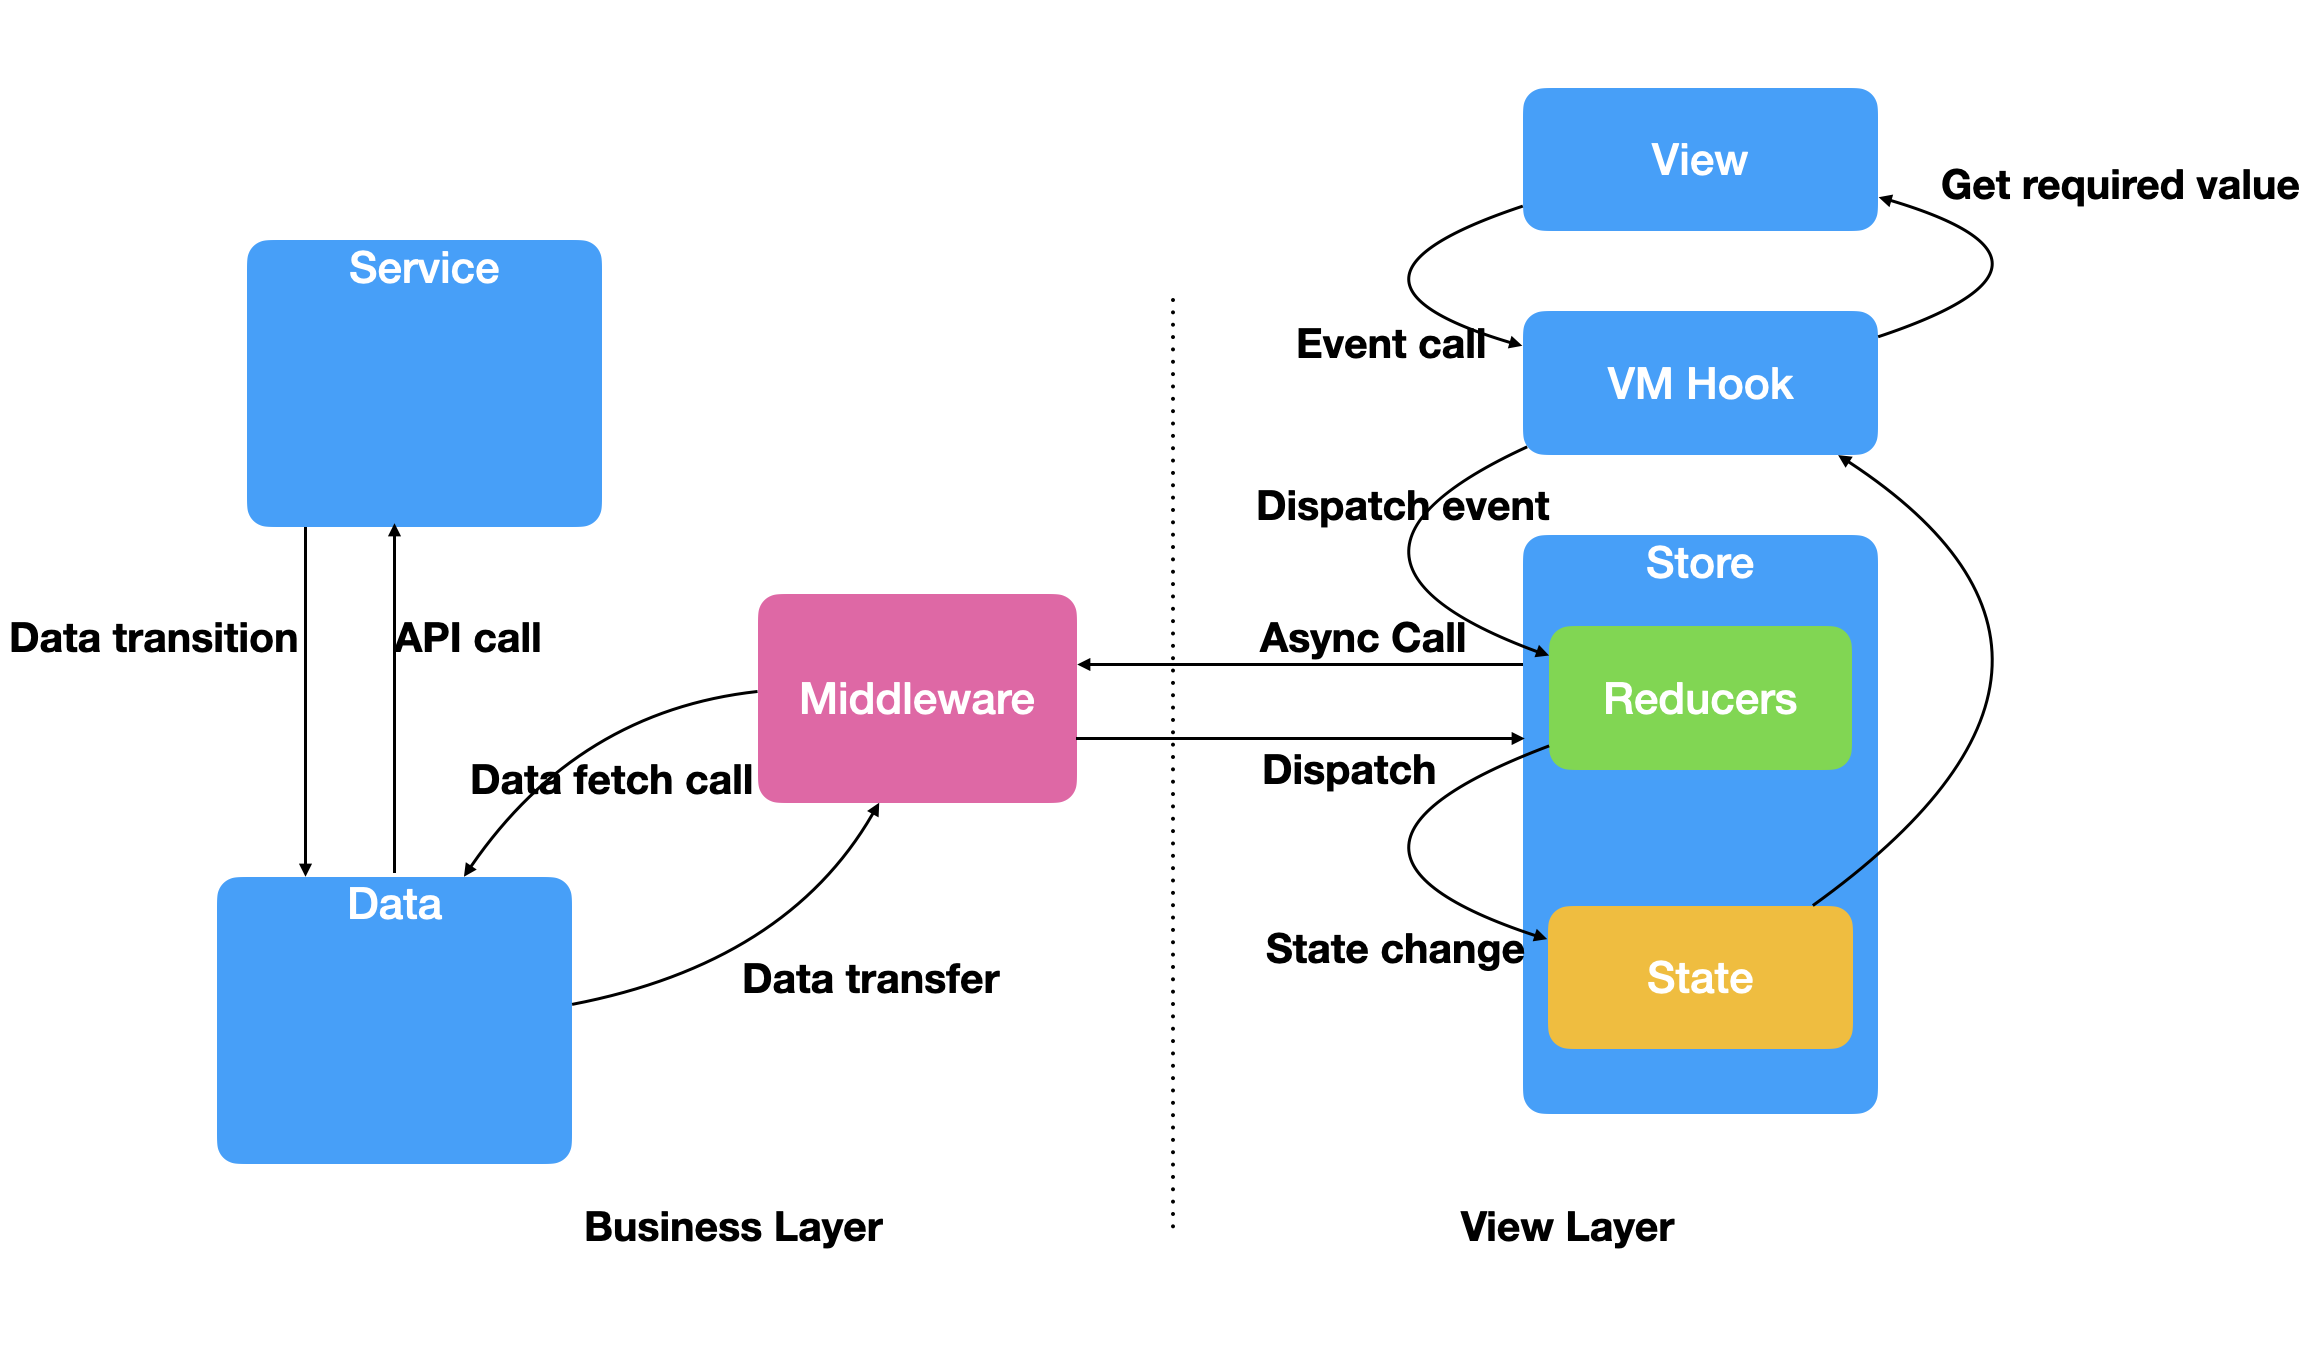 View
Get required value
Service
Event call
VM Hook
Dispatch event
Store
Data transition
API call
Async Call
Middleware
Reducers
Data fetch call
Dispatch
Data
State change
Data transfer
State
Business Layer
View Layer